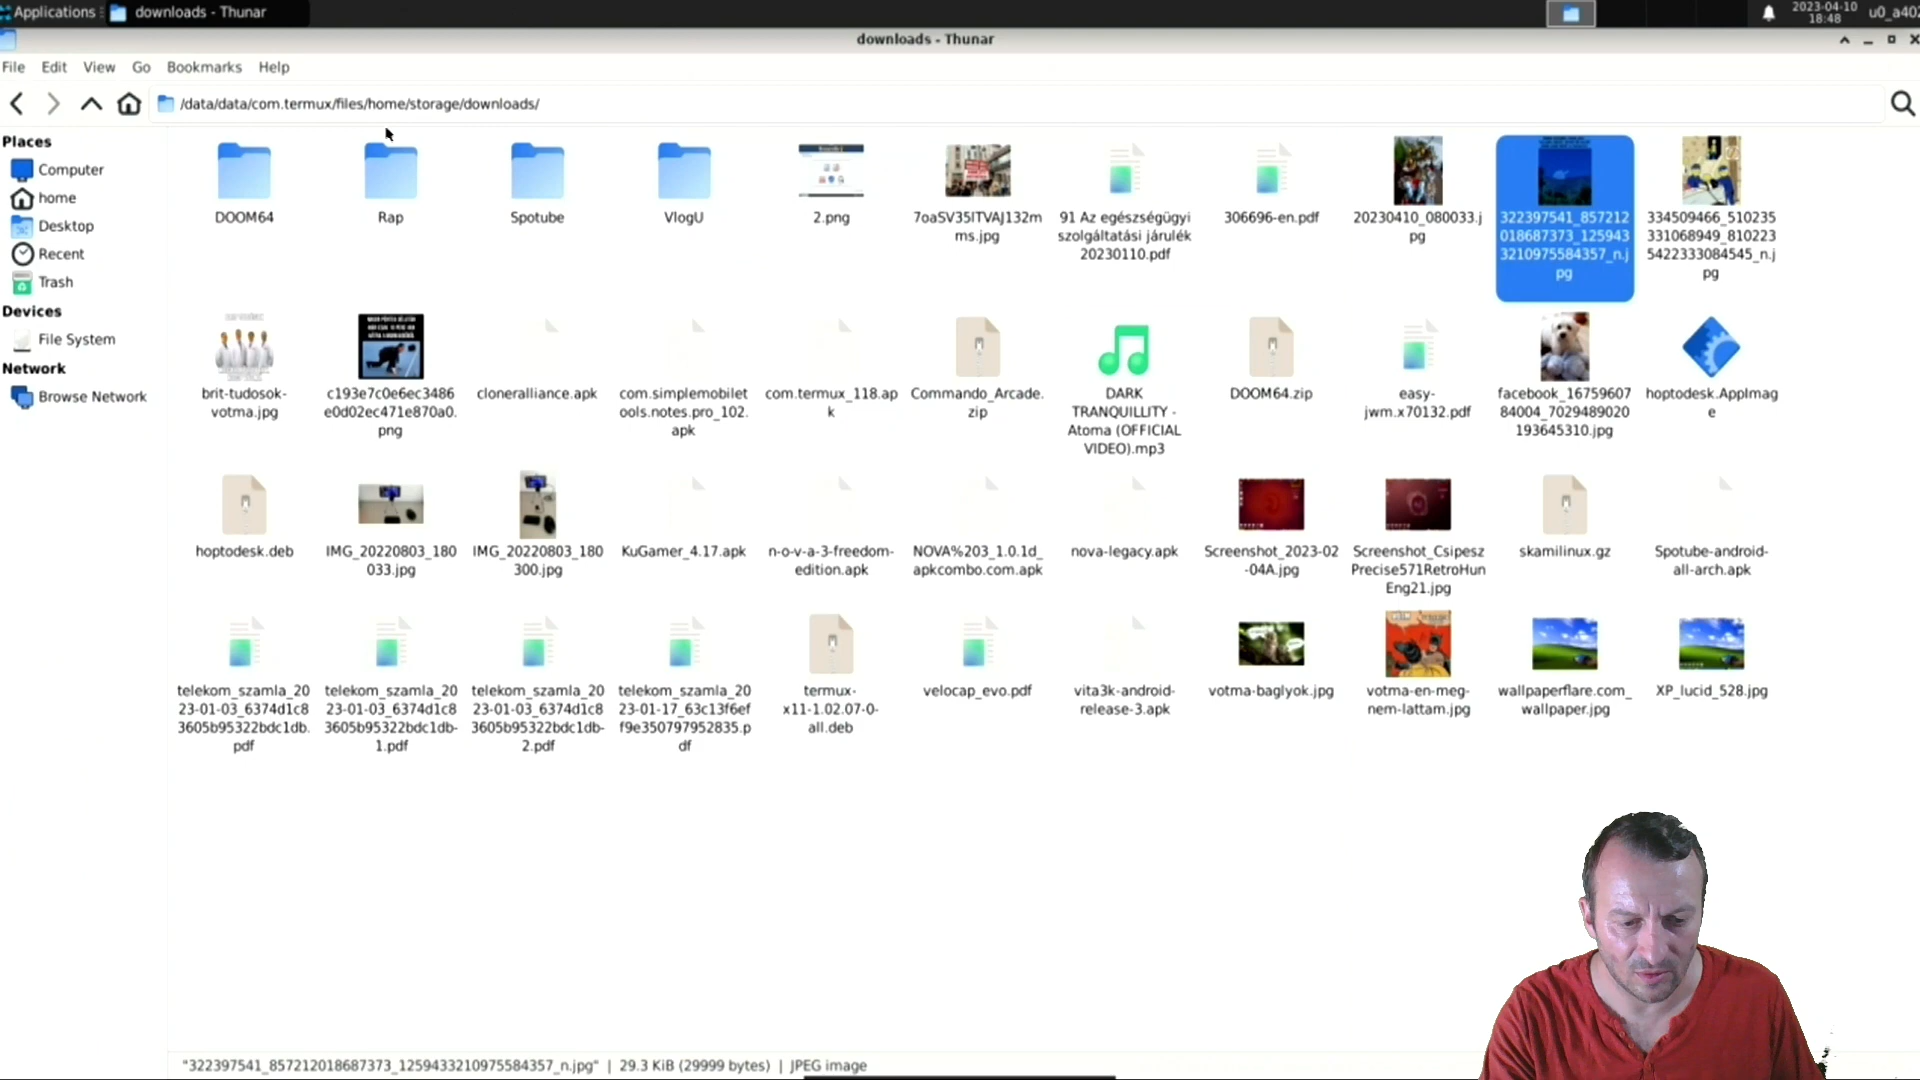 Applications
downloads - Thunar
2023-04-10
18:48
u0_a402
downloads - Thunar
File Edit View Go Bookmarks Help
/data/data/com.termux/files/home/storage/downloads/
Places
Computer
home
Desktop
Recent
Trash
Devices
File System
Network
Browse Network
DOOM64
Rap
Spotube
VlogU
2.png
7oaSV35ITVAJ132m
ms.jpg
91 Az egészségügyi
szolgáltatási járulék
20230110.pdf
306696-en.pdf
20230410_080033.j
pg
322397541_857212
018687373_125943
3210975584357_n.j
pg
334509466_510235
331068949_810223
5422333084545_n.j
pg
brit-tudosok-
votma.jpg
c193e7c0e6ec3486
e0d02ec471e870a0.
png
cloneralliance.apk
com.simplemobilet
ools.notes.pro_102.
apk
com.termux_118.ap
k
Commando_Arcade.
zip
DARK
TRANQUILLITY -
Atoma (OFFICIAL
VIDEO).mp3
DOOM64.zip
easy-
jwm.x70132.pdf
facebook_16759607
84004_7029489020
193645310.jpg
hoptodesk.AppImag
e
hoptodesk.deb
IMG_20220803_180
033.jpg
IMG_20220803_180
300.jpg
KuGamer_4.17.apk
n-o-v-a-3-freedom-
edition.apk
NOVA%203_1.0.1d_
apkcombo.com.apk
nova-legacy.apk
Screenshot_2023-02
-04A.jpg
Screenshot_Csipesz
Precise571RetroHun
Eng21.jpg
skamilinux.gz
Spotube-android-
all-arch.apk
telekom_szamla_20
23-01-03_6374d1c8
3605b95322bdc1db.
pdf
telekom_szamla_20
23-01-03_6374d1c8
3605b95322bdc1db-
1.pdf
telekom_szamla_20
23-01-03_6374d1c8
3605b95322bdc1db-
2.pdf
telekom_szamla_20
23-01-17_63c13f6ef
f9e350797952835.p
df
termux-
x11-1.02.07-0-
all.deb
velocap_evo.pdf
vita3k-android-
release-3.apk
votma-baglyok.jpg
votma-en-meg-
nem-lattam.jpg
wallpaperflare.com_
wallpaper.jpg
XP_lucid_528.jpg
"322397541_857212018687373_1259433210975584357_n.jpg" | 29.3 KiB (29999 bytes) | JPEG image